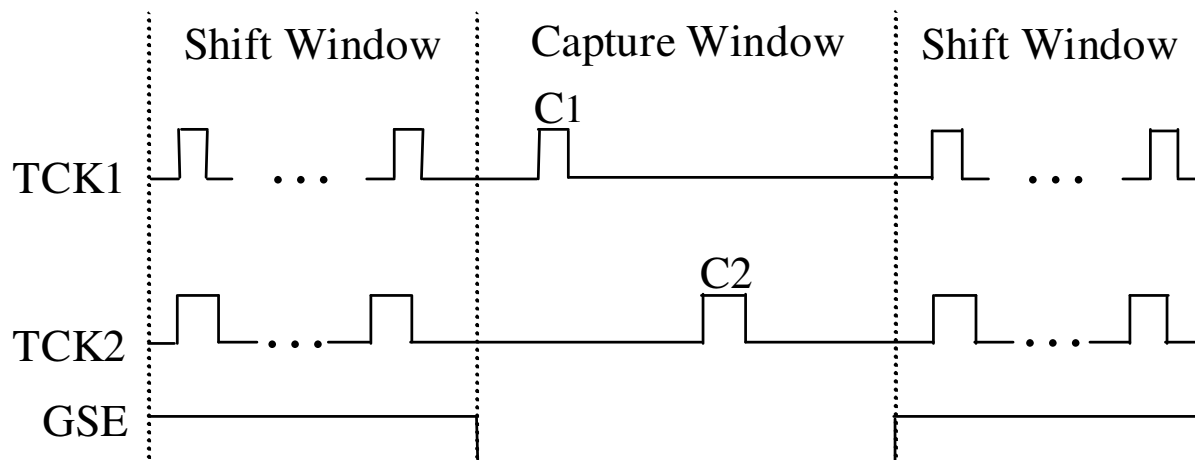 Shift Window Capture Window Shift Window
C1
TCK1 ... ...
C2
TCK2 ... ...
GSE